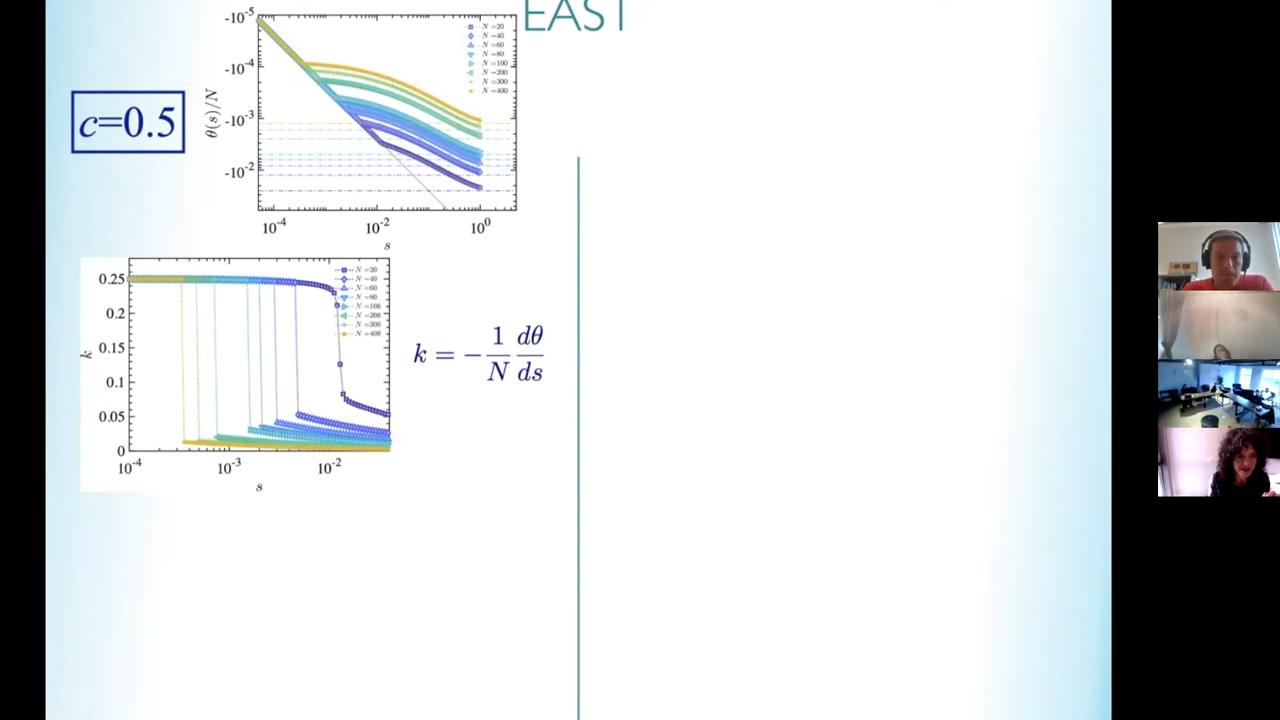 EAST
c=0.5
θ(s)/N
-10⁻⁵
-10⁻⁴
-10⁻³
-10⁻²
N =20
N =40
N =60
N =80
N =100
N =200
N =300
N =400
10⁻⁴ 10⁻² 10⁰
s
k
0.25
0.2
0.15
0.1
0.05
0
N =20
N =40
N =60
N =80
N =100
N =200
N =300
N =400
10⁻⁴ 10⁻³ 10⁻²
s
k = − 1/N dθ/ds